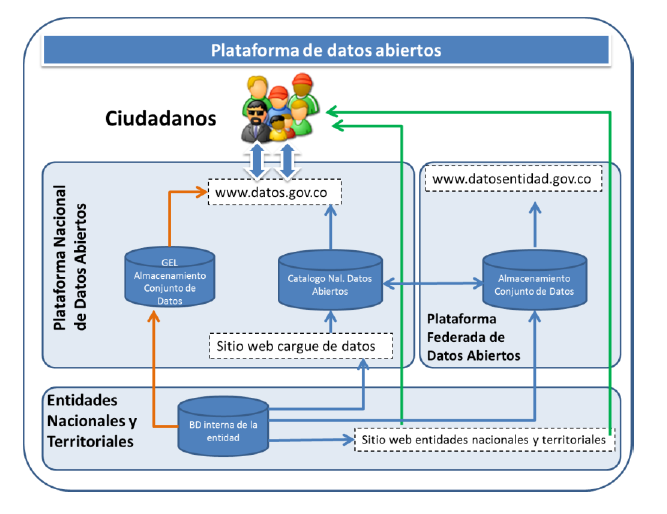 Plataforma de datos abiertos
Ciudadanos
Plataforma Nacional
de Datos Abiertos
www.datos.gov.co
www.datosentidad.gov.co
GEL
Almacenamiento
Conjunto de
Datos
Catalogo Nal. Datos
Abiertos
Almacenamiento
Conjunto de Datos
Sitio web cargue de datos
Plataforma
Federada de
Datos Abiertos
Entidades
Nacionales y
Territoriales
BD interna de la
entidad
Sitio web entidades nacionales y territoriales